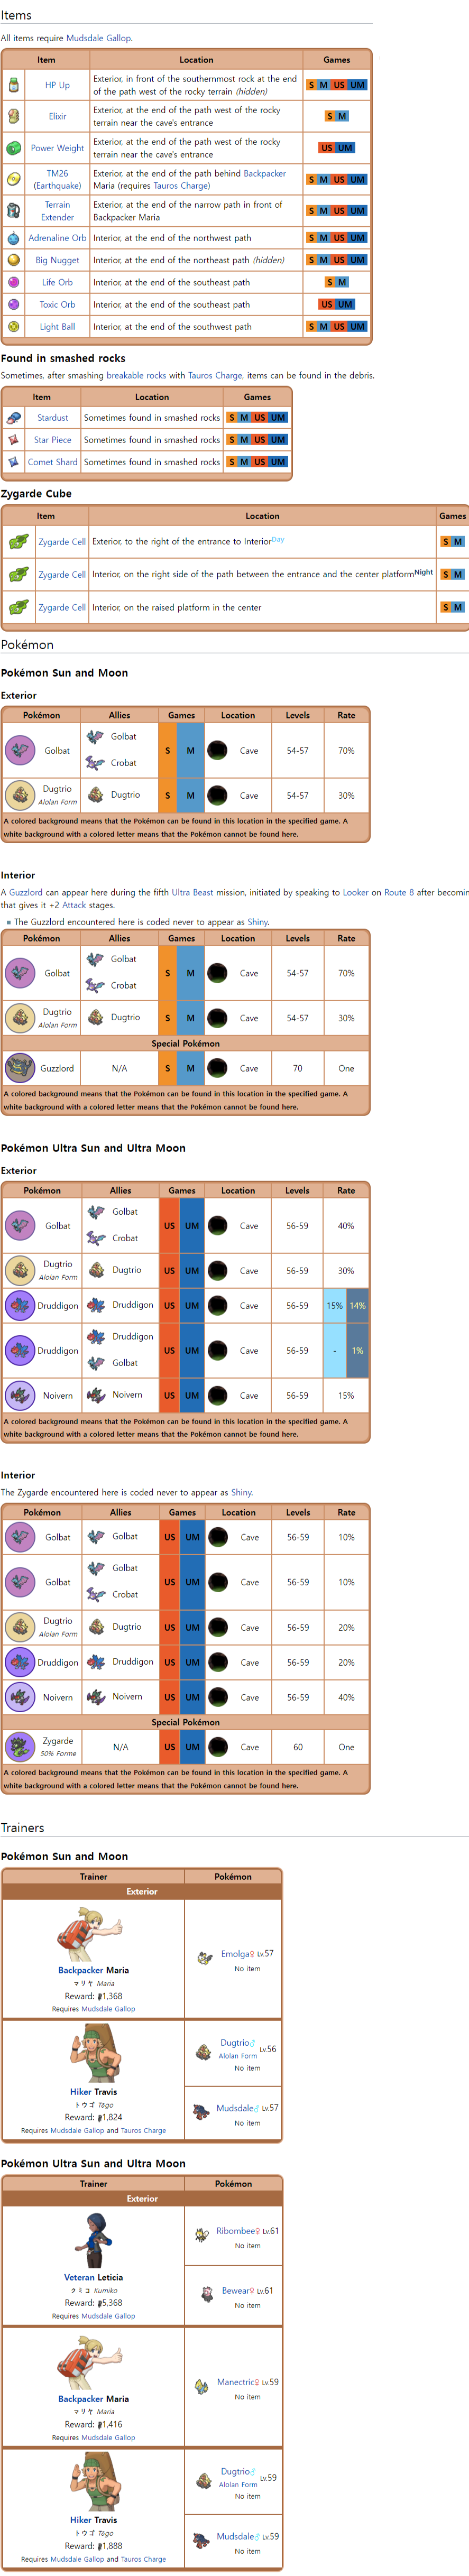 Items
All items require Mudsdale Gallop.
Item Location Games
HP Up Exterior, in front of the southernmost rock at the end of the path west of the rocky terrain (hidden) S M US UM
Elixir Exterior, at the end of the path west of the rocky terrain near the cave's entrance S M
Power Weight Exterior, at the end of the path west of the rocky terrain near the cave's entrance US UM
TM26 (Earthquake) Exterior, at the end of the path behind Backpacker Maria (requires Tauros Charge) S M US UM
Terrain Extender Exterior, at the end of the narrow path in front of Backpacker Maria S M US UM
Adrenaline Orb Interior, at the end of the northwest path S M US UM
Big Nugget Interior, at the end of the northeast path (hidden) S M US UM
Life Orb Interior, at the end of the southeast path S M
Toxic Orb Interior, at the end of the southeast path US UM
Light Ball Interior, at the end of the southwest path S M US UM
Found in smashed rocks
Sometimes, after smashing breakable rocks with Tauros Charge, items can be found in the debris.
Item Location Games
Stardust Sometimes found in smashed rocks S M US UM
Star Piece Sometimes found in smashed rocks S M US UM
Comet Shard Sometimes found in smashed rocks S M US UM
Zygarde Cube
Item Location Games
Zygarde Cell Exterior, to the right of the entrance to Interior Day S M
Zygarde Cell Interior, on the right side of the path between the entrance and the center platform Night S M
Zygarde Cell Interior, on the raised platform in the center S M
Pokémon
Pokémon Sun and Moon
Exterior
Pokémon Allies Games Location Levels Rate
Golbat Golbat Crobat S M Cave 54-57 70%
Dugtrio Alolan Form Dugtrio S M Cave 54-57 30%
A colored background means that the Pokémon can be found in this location in the specified game. A
white background with a colored letter means that the Pokémon cannot be found here.
Interior
A Guzzlord can appear here during the fifth Ultra Beast mission, initiated by speaking to Looker on Route 8 after becomin
that gives it +2 Attack stages.
The Guzzlord encountered here is coded never to appear as Shiny.
Pokémon Allies Games Location Levels Rate
Golbat Golbat Crobat S M Cave 54-57 70%
Dugtrio Alolan Form Dugtrio S M Cave 54-57 30%
Special Pokémon
Guzzlord N/A S M Cave 70 One
A colored background means that the Pokémon can be found in this location in the specified game. A
white background with a colored letter means that the Pokémon cannot be found here.
Pokémon Ultra Sun and Ultra Moon
Exterior
Pokémon Allies Games Location Levels Rate
Golbat Golbat Crobat US UM Cave 56-59 40%
Dugtrio Alolan Form Dugtrio US UM Cave 56-59 30%
Druddigon Druddigon US UM Cave 56-59 15% 14%
Druddigon Druddigon Golbat US UM Cave 56-59 - 1%
Noivern Noivern US UM Cave 56-59 15%
A colored background means that the Pokémon can be found in this location in the specified game. A
white background with a colored letter means that the Pokémon cannot be found here.
Interior
The Zygarde encountered here is coded never to appear as Shiny.
Pokémon Allies Games Location Levels Rate
Golbat Golbat US UM Cave 56-59 10%
Golbat Golbat Crobat US UM Cave 56-59 10%
Dugtrio Alolan Form Dugtrio US UM Cave 56-59 20%
Druddigon Druddigon US UM Cave 56-59 20%
Noivern Noivern US UM Cave 56-59 40%
Special Pokémon
Zygarde 50% Forme N/A US UM Cave 60 One
A colored background means that the Pokémon can be found in this location in the specified game. A
white background with a colored letter means that the Pokémon cannot be found here.
Trainers
Pokémon Sun and Moon
Trainer Pokémon
Exterior
Backpacker Maria
マリヤ Maria
Reward: 1,368
Requires Mudsdale Gallop
Emolga♀ Lv.57
No item
Hiker Travis
トウゴ Tōgo
Reward: 1,824
Requires Mudsdale Gallop and Tauros Charge
Dugtrio♂ Lv.56
Alolan Form
No item
Mudsdale♂ Lv.57
No item
Pokémon Ultra Sun and Ultra Moon
Trainer Pokémon
Exterior
Veteran Leticia
クミコ Kumiko
Reward: 5,368
Requires Mudsdale Gallop
Ribombee♀ Lv.61
No item
Bewear♀ Lv.61
No item
Backpacker Maria
マリヤ Maria
Reward: 1,416
Requires Mudsdale Gallop
Manectric♀ Lv.59
No item
Hiker Travis
トウゴ Tōgo
Reward: 1,888
Requires Mudsdale Gallop and Tauros Charge
Dugtrio♂ Lv.59
Alolan Form
No item
Mudsdale♂ Lv.59
No item